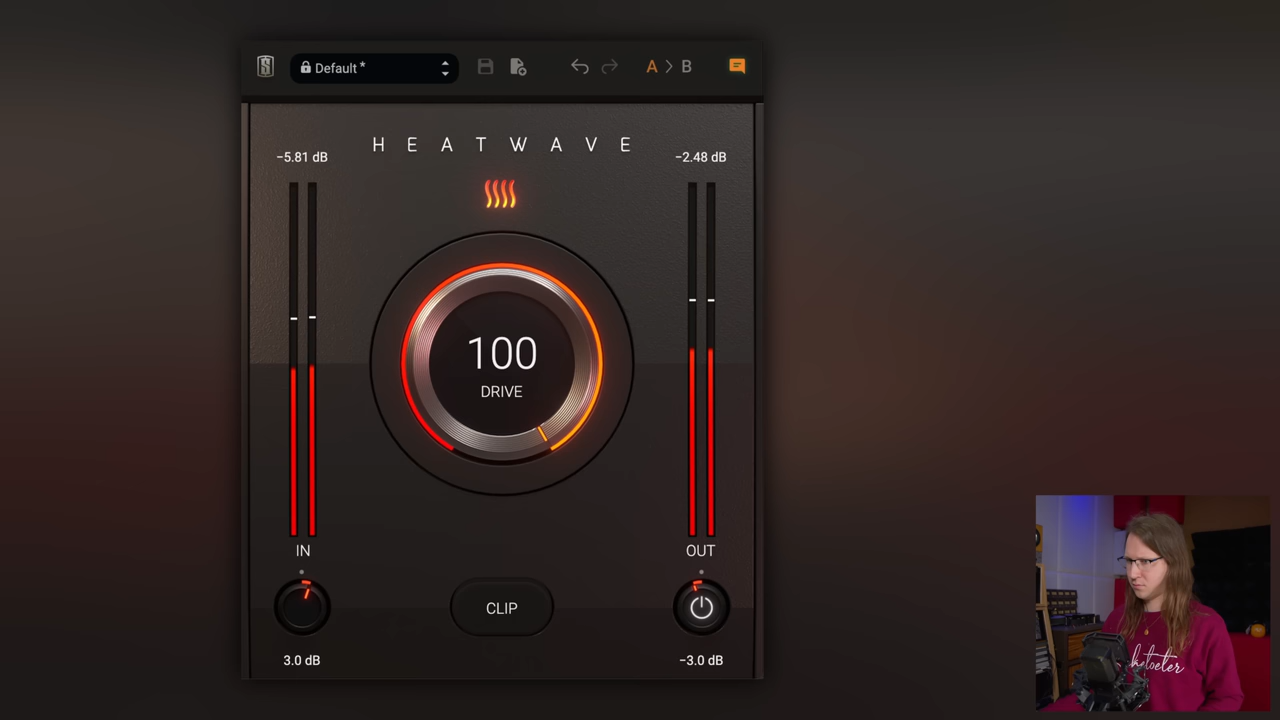 Default *
A > B
HEATWAVE
−5.81 dB
−2.48 dB
100
DRIVE
IN
OUT
CLIP
3.0 dB
−3.0 dB